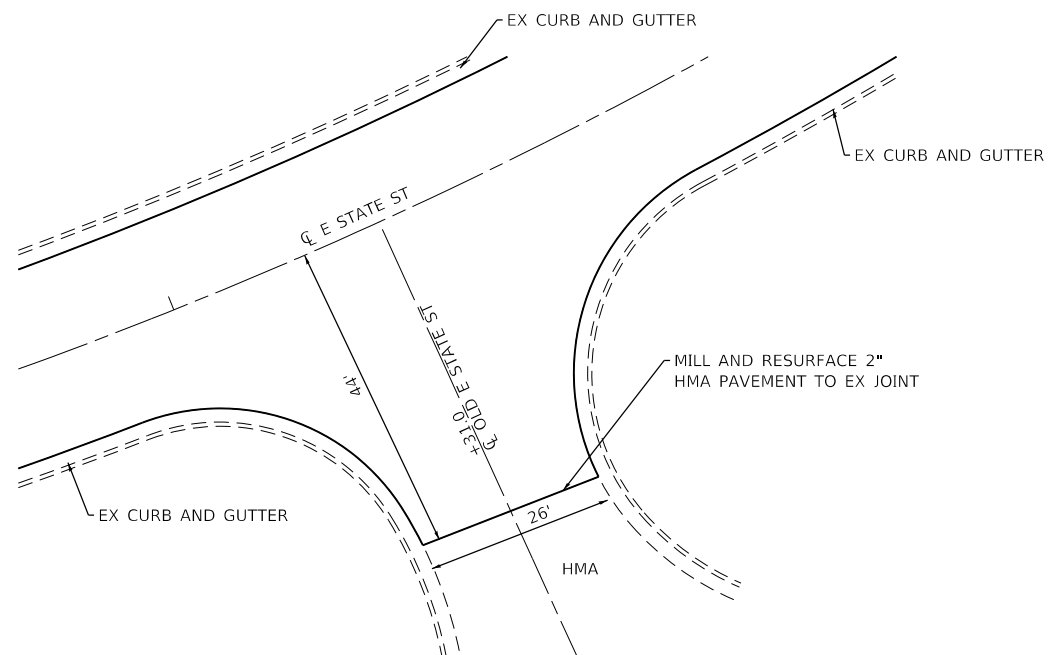 EX CURB AND GUTTER
EX CURB AND GUTTER
℄ E STATE ST
℄ OLD E STATE ST
+31.0
44'
MILL AND RESURFACE 2"
HMA PAVEMENT TO EX JOINT
EX CURB AND GUTTER
26'
HMA